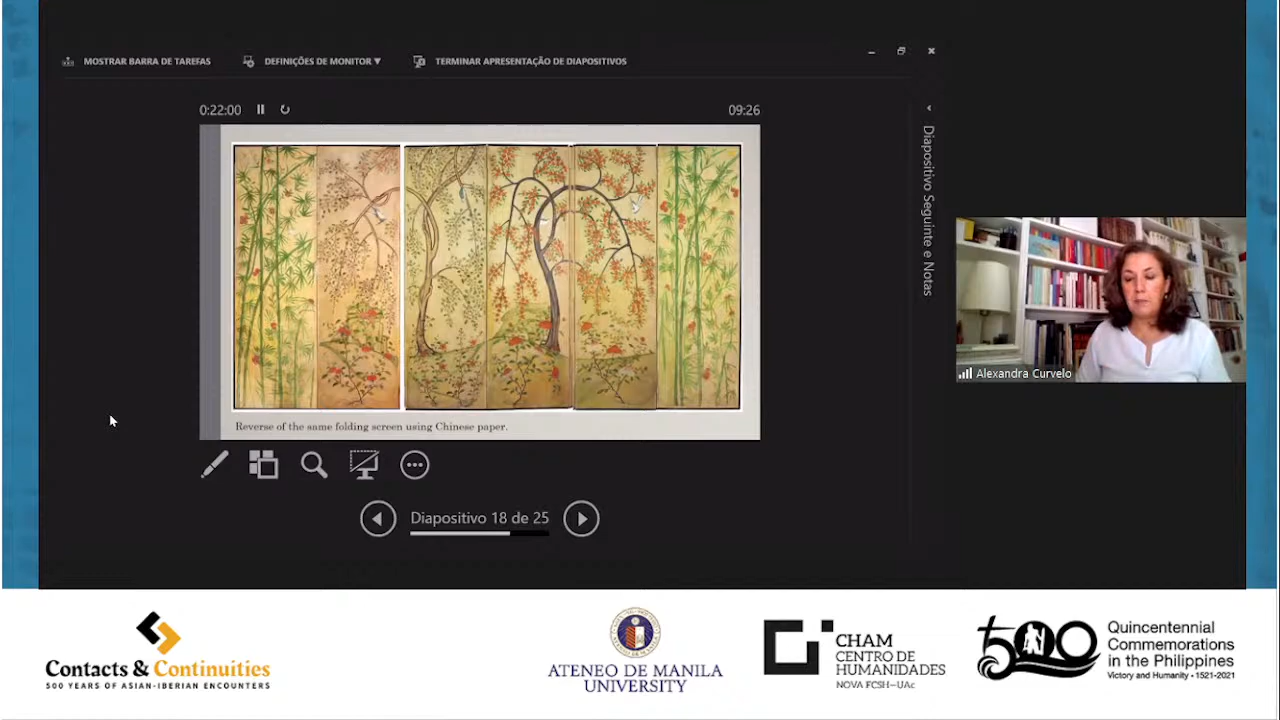 MOSTRAR BARRA DE TAREFAS
DEFINIÇÕES DE MONITOR ▼
TERMINAR APRESENTAÇÃO DE DIAPOSITIVOS
0:22:00
09:26
Diapositivo Seguinte e Notas
Reverse of the same folding screen using Chinese paper.
Diapositivo 18 de 25
Alexandra Curvelo
Contacts & Continuities
500 YEARS OF ASIAN-IBERIAN ENCOUNTERS
ATENEO DE MANILA
UNIVERSITY
CHAM
CENTRO DE
HUMANIDADES
NOVA FCSH—UAc
500
Quincentennial
Commemorations
in the Philippines
Victory and Humanity • 1521-2021